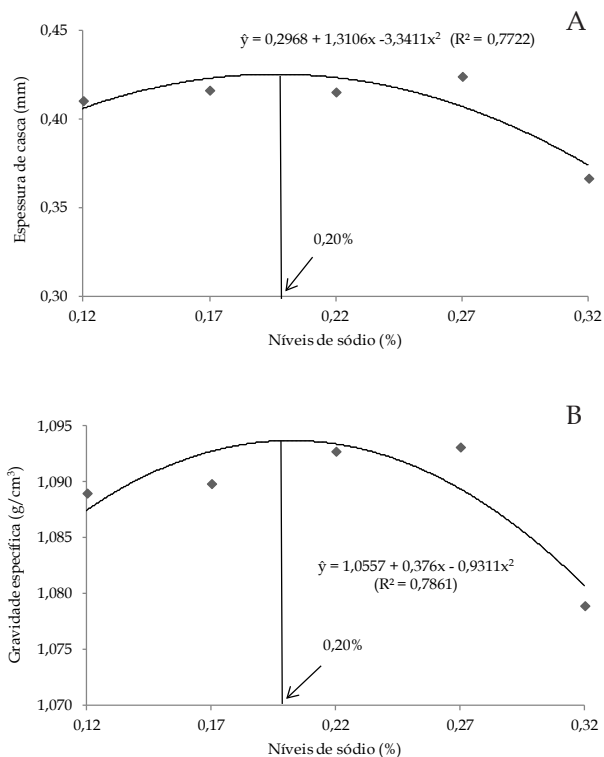 A
ŷ = 0,2968 + 1,3106x -3,3411x² (R² = 0,7722)
0,45
0,40
0,35
0,30
Espessura de casca (mm)
0,20%
0,12 0,17 0,22 0,27 0,32
Níveis de sódio (%)
B
1,095
1,090
1,085
1,080
1,075
1,070
Gravidade específica (g/cm³)
ŷ = 1,0557 + 0,376x - 0,9311x²
(R² = 0,7861)
0,20%
0,12 0,17 0,22 0,27 0,32
Níveis de sódio (%)